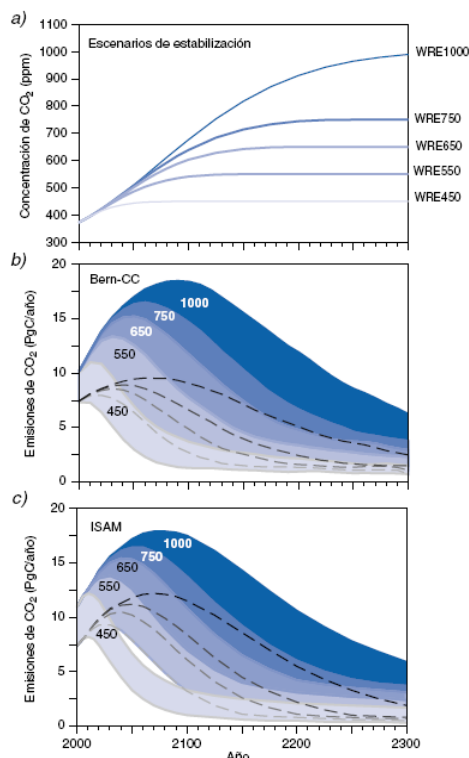 a)
1100
1000
900
800
700
600
500
400
300
Concentración de CO2 (ppm)
Escenarios de estabilización
WRE1000
WRE750
WRE650
WRE550
WRE450
b)
20
15
10
5
0
Emisiones de CO2 (PgC/año)
Bern-CC
1000
750
650
550
450
c)
20
15
10
5
0
Emisiones de CO2 (PgC/año)
ISAM
1000
750
650
550
450
2000
2100
2200
2300
Año